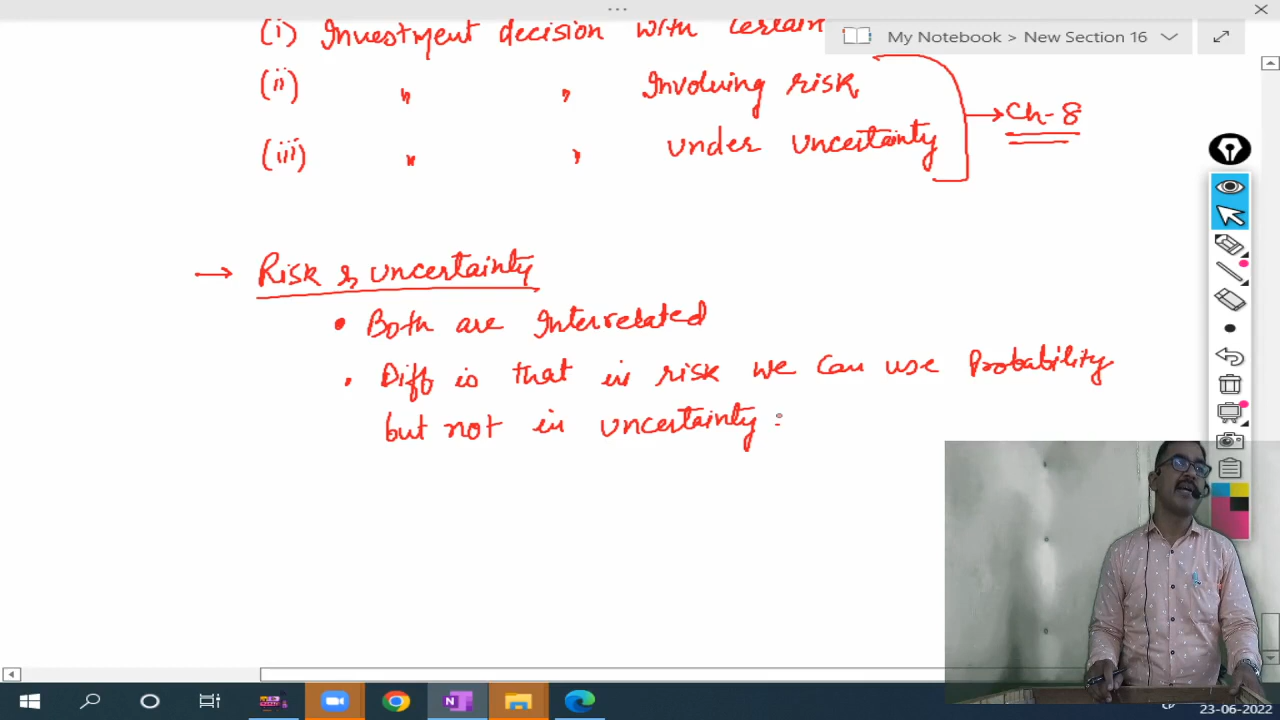 (i) Investment decision with certain
My Notebook > New Section 16
(ii) " " Involving risk
Ch-8
(iii) " " under uncertainty
→ Risk & uncertainty
• Both are Interrelated
• Diff is that in risk we can use Probability
but not in uncertainty :
23-06-2022